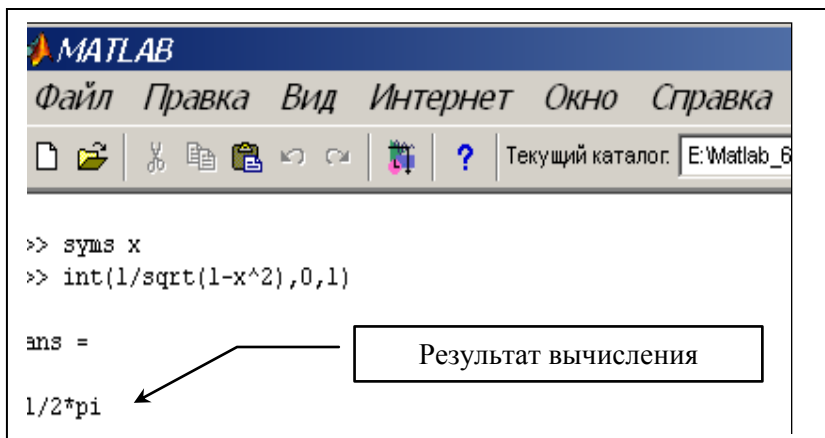 MATLAB
Файл Правка Вид Интернет Окно Справка
? Текущий каталог: E:\Matlab_6
>> syms x
>> int(1/sqrt(1-x^2),0,1)
ans =
Результат вычисления
1/2*pi